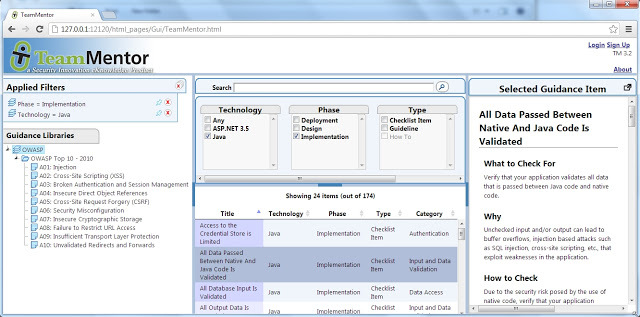 TeamMentor
127.0.0.1:12120/html_pages/Gui/TeamMentor.html
TeamMentor
a Security Innovation eKnowledge Product
Login Sign Up
TM 3.2
About
Applied Filters
Phase = Implementation
Technology = Java
Guidance Libraries
OWASP
OWASP Top 10 - 2010
A01: Injection
A02: Cross-Site Scripting (XSS)
A03: Broken Authentication and Session Management
A04: Insecure Direct Object References
A05: Cross-Site Request Forgery (CSRF)
A06: Security Misconfiguration
A07: Insecure Cryptographic Storage
A08: Failure to Restrict URL Access
A09: Insufficient Transport Layer Protection
A10: Unvalidated Redirects and Forwards
Search
Technology
Any
ASP.NET 3.5
Java
Phase
Deployment
Design
Implementation
Type
Checklist Item
Guideline
How To
Showing 24 items (out of 174)
Title Technology Phase Type Category
Access to the
Credential Store is
Limited
Java Implementation Checklist
Item
Authentication
All Data Passed
Between Native And
Java Code Is
Validated
Java Implementation Checklist
Item
Input and Data
Validation
All Database Input Is
Validated
Java Implementation Checklist
Item
Data Access
All Output Data Is
Java Implementation Checklist
Input and Data
Selected Guidance Item
All Data Passed Between
Native And Java Code Is
Validated
What to Check For
Verify that your application validates all data
that is passed between Java code and native
code.
Why
Unchecked input and/or output can lead to
buffer overflows, injection based attacks such
as SQL injection, cross-site scripting, etc., that
exploit weaknesses in the application.
How to Check
Due to the security risk posed by the use of
native code, verify that your application